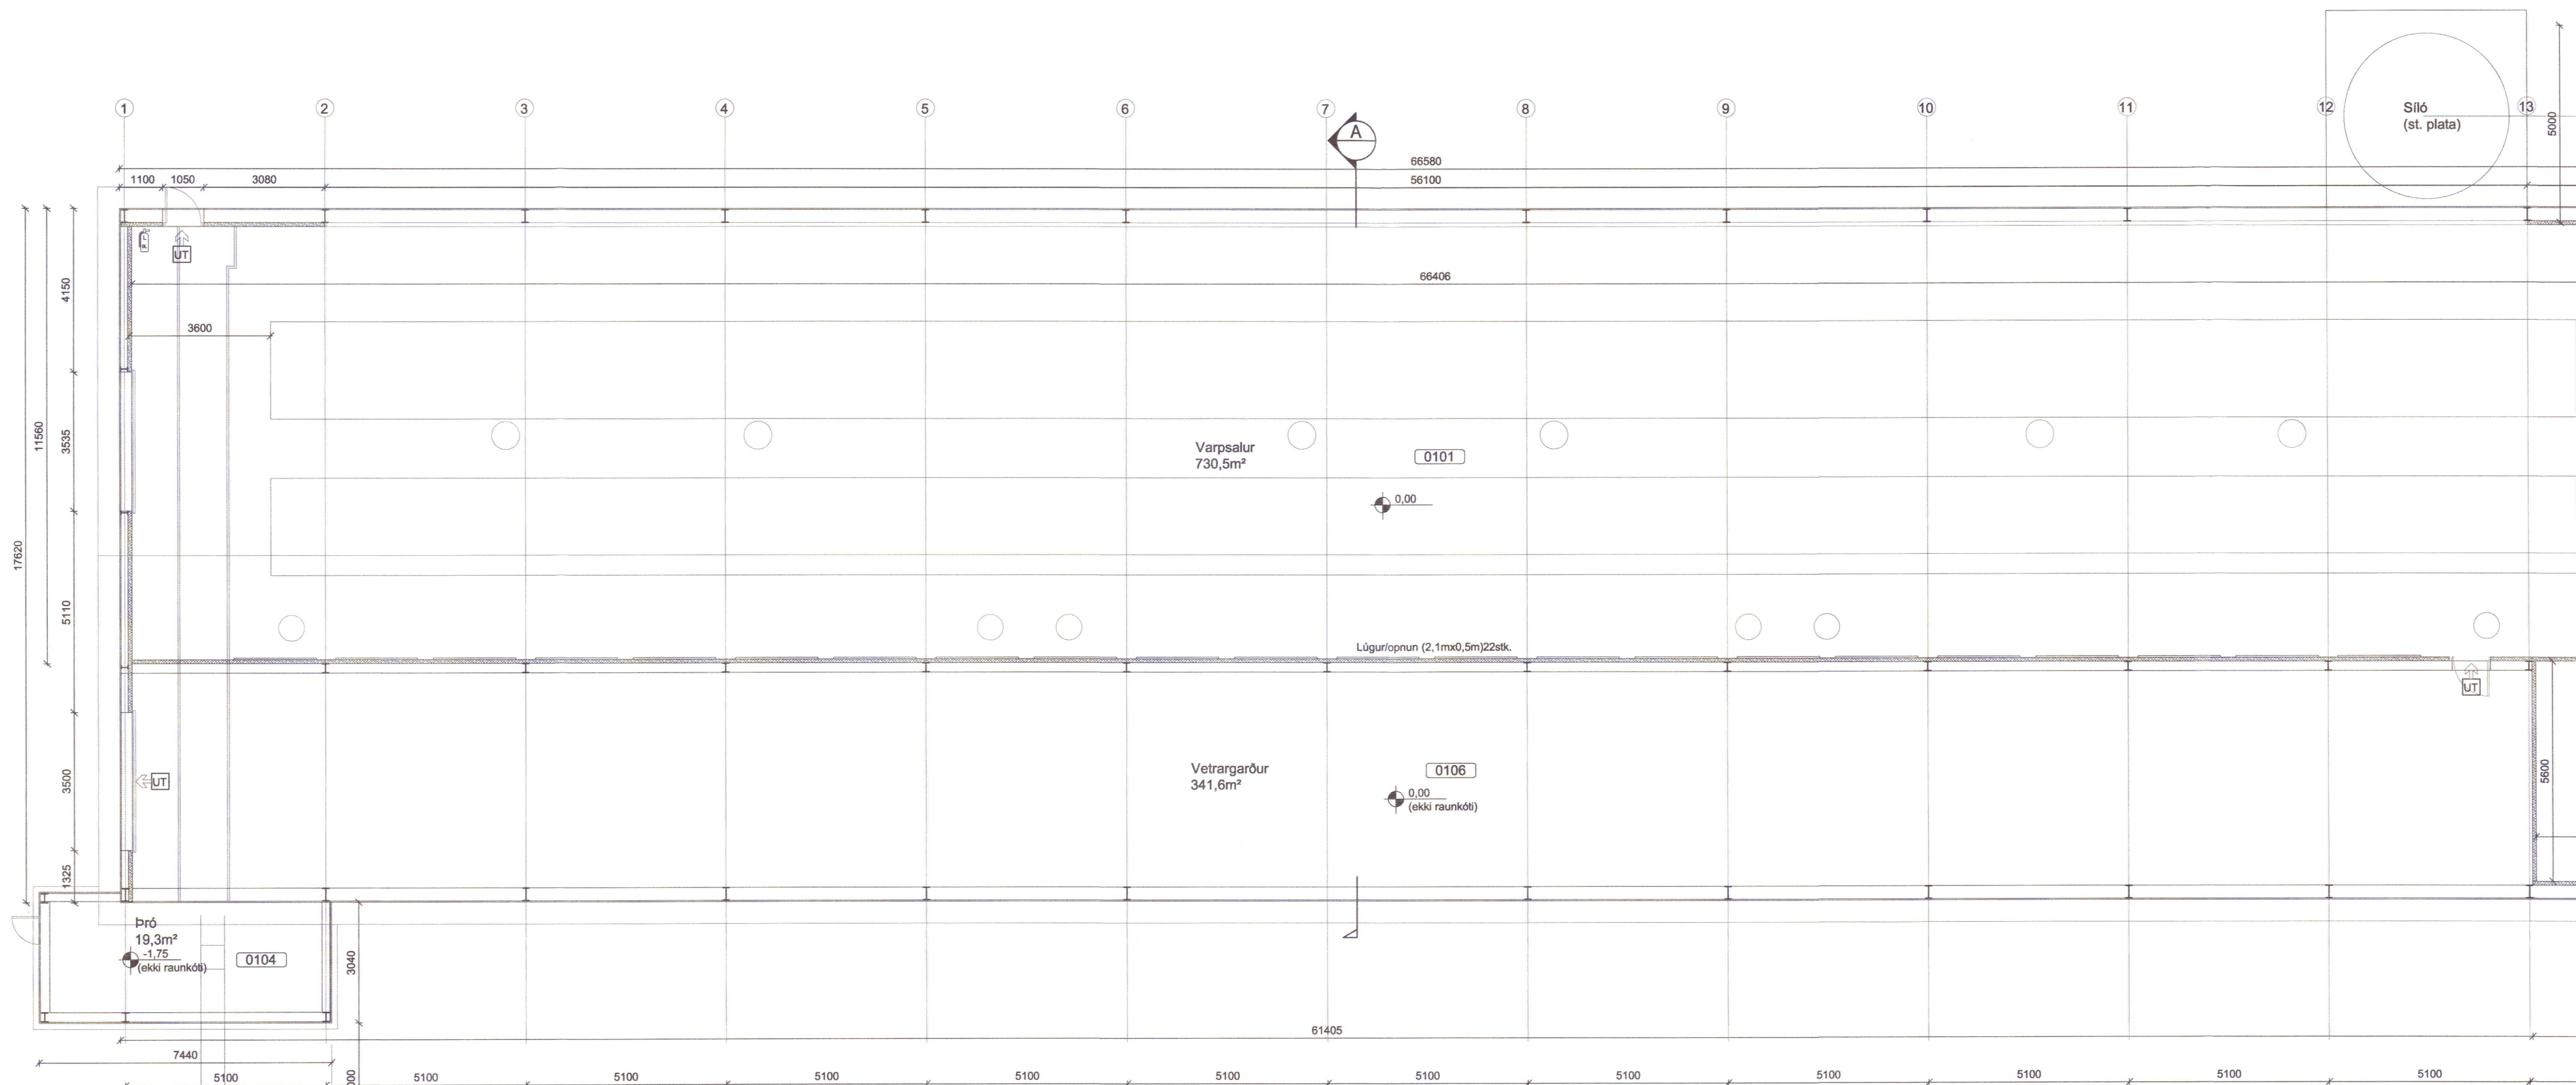 1 2 3 4 5 6 7 8 9 10 11 12 13
Síló
(st. plata)
5000
A
66580
1100 1050 3080 56100
L
R
ÚT
66406
3600
4150
3535
11560
17620
5110
3500
1325
Varpsalur
730,5m²
0101
0,00
Lúgur/opnun (2,1mx0,5m)22stk.
ÚT
Vetrargarður
341,6m²
0106
0,00
(ekki raunkóti)
ÚT
5600
Þró
19,3m²
-1,75
(ekki raunkóti)
0104
3040
61405
7440
5100 5100 5100 5100 5100 5100 5100 5100 5100 5100 5100 5100